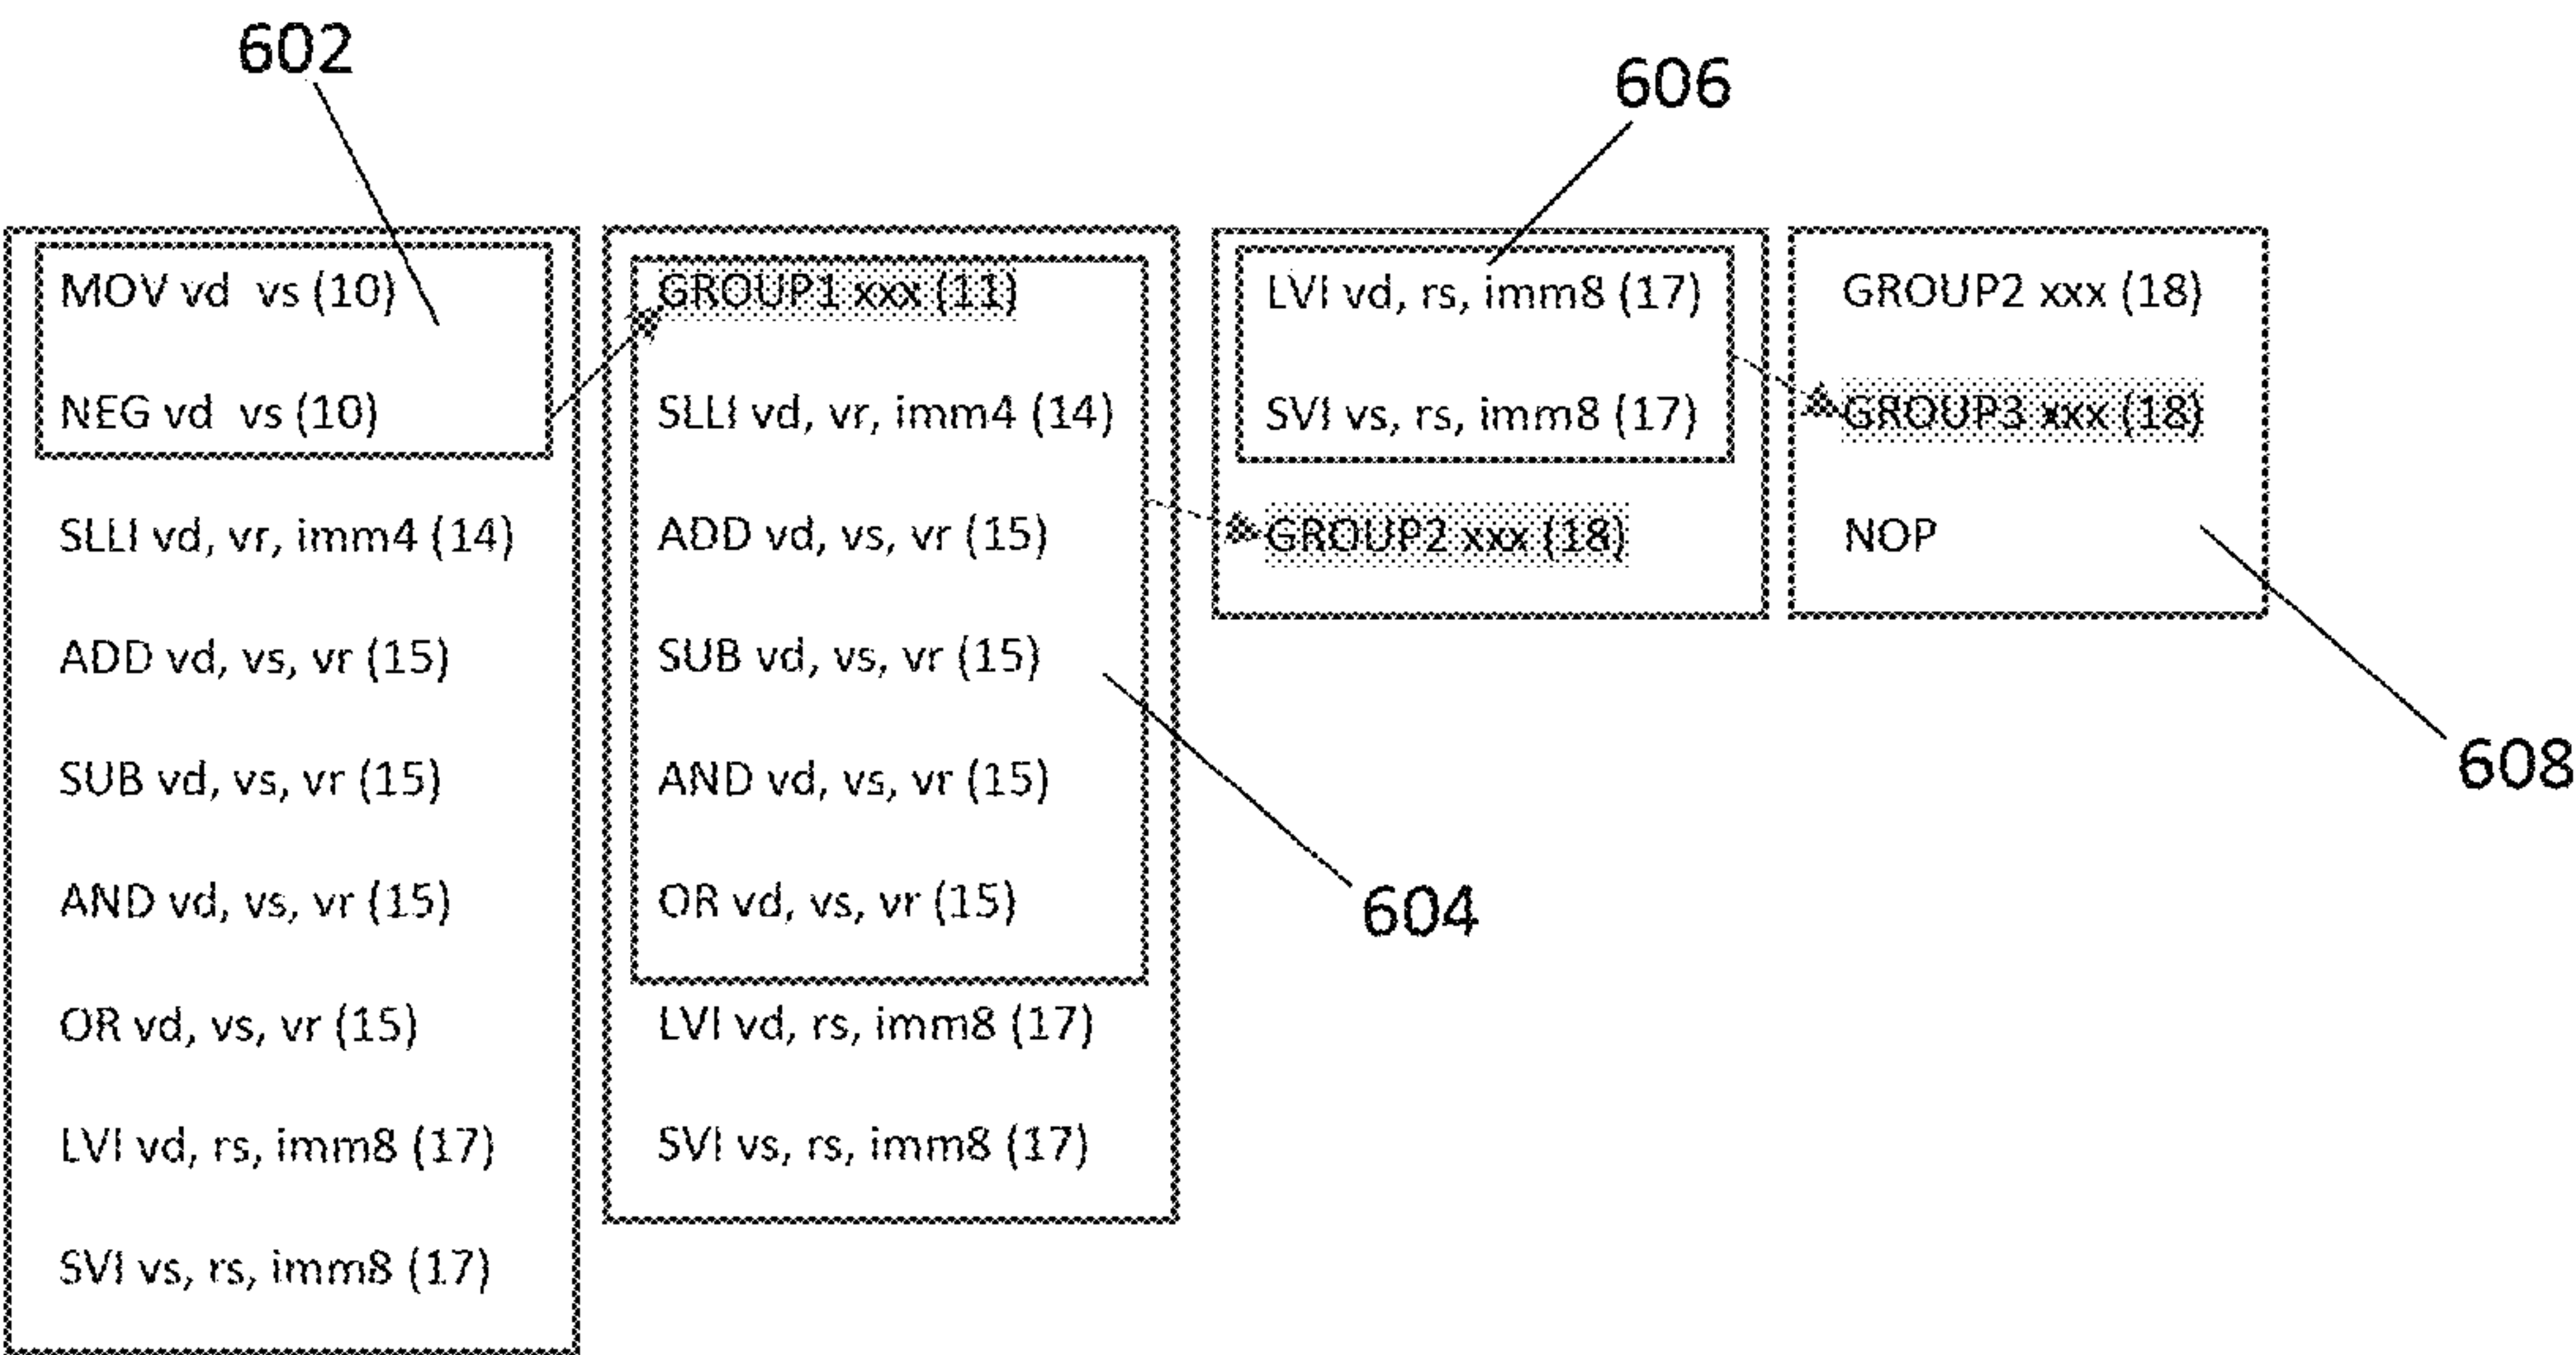 602
606
MOV vd vs (10)
NEG vd vs (10)
SLLI vd, vr, imm4 (14)
ADD vd, vs, vr (15)
SUB vd, vs, vr (15)
AND vd, vs, vr (15)
OR vd, vs, vr (15)
LVI vd, rs, imm8 (17)
SVI vs, rs, imm8 (17)
GROUP1 xxx (11)
SLLI vd, vr, imm4 (14)
ADD vd, vs, vr (15)
SUB vd, vs, vr (15)
AND vd, vs, vr (15)
OR vd, vs, vr (15)
LVI vd, rs, imm8 (17)
SVI vs, rs, imm8 (17)
604
LVI vd, rs, imm8 (17)
SVI vs, rs, imm8 (17)
GROUP2 xxx (18)
GROUP2 xxx (18)
GROUP3 xxx (18)
NOP
608